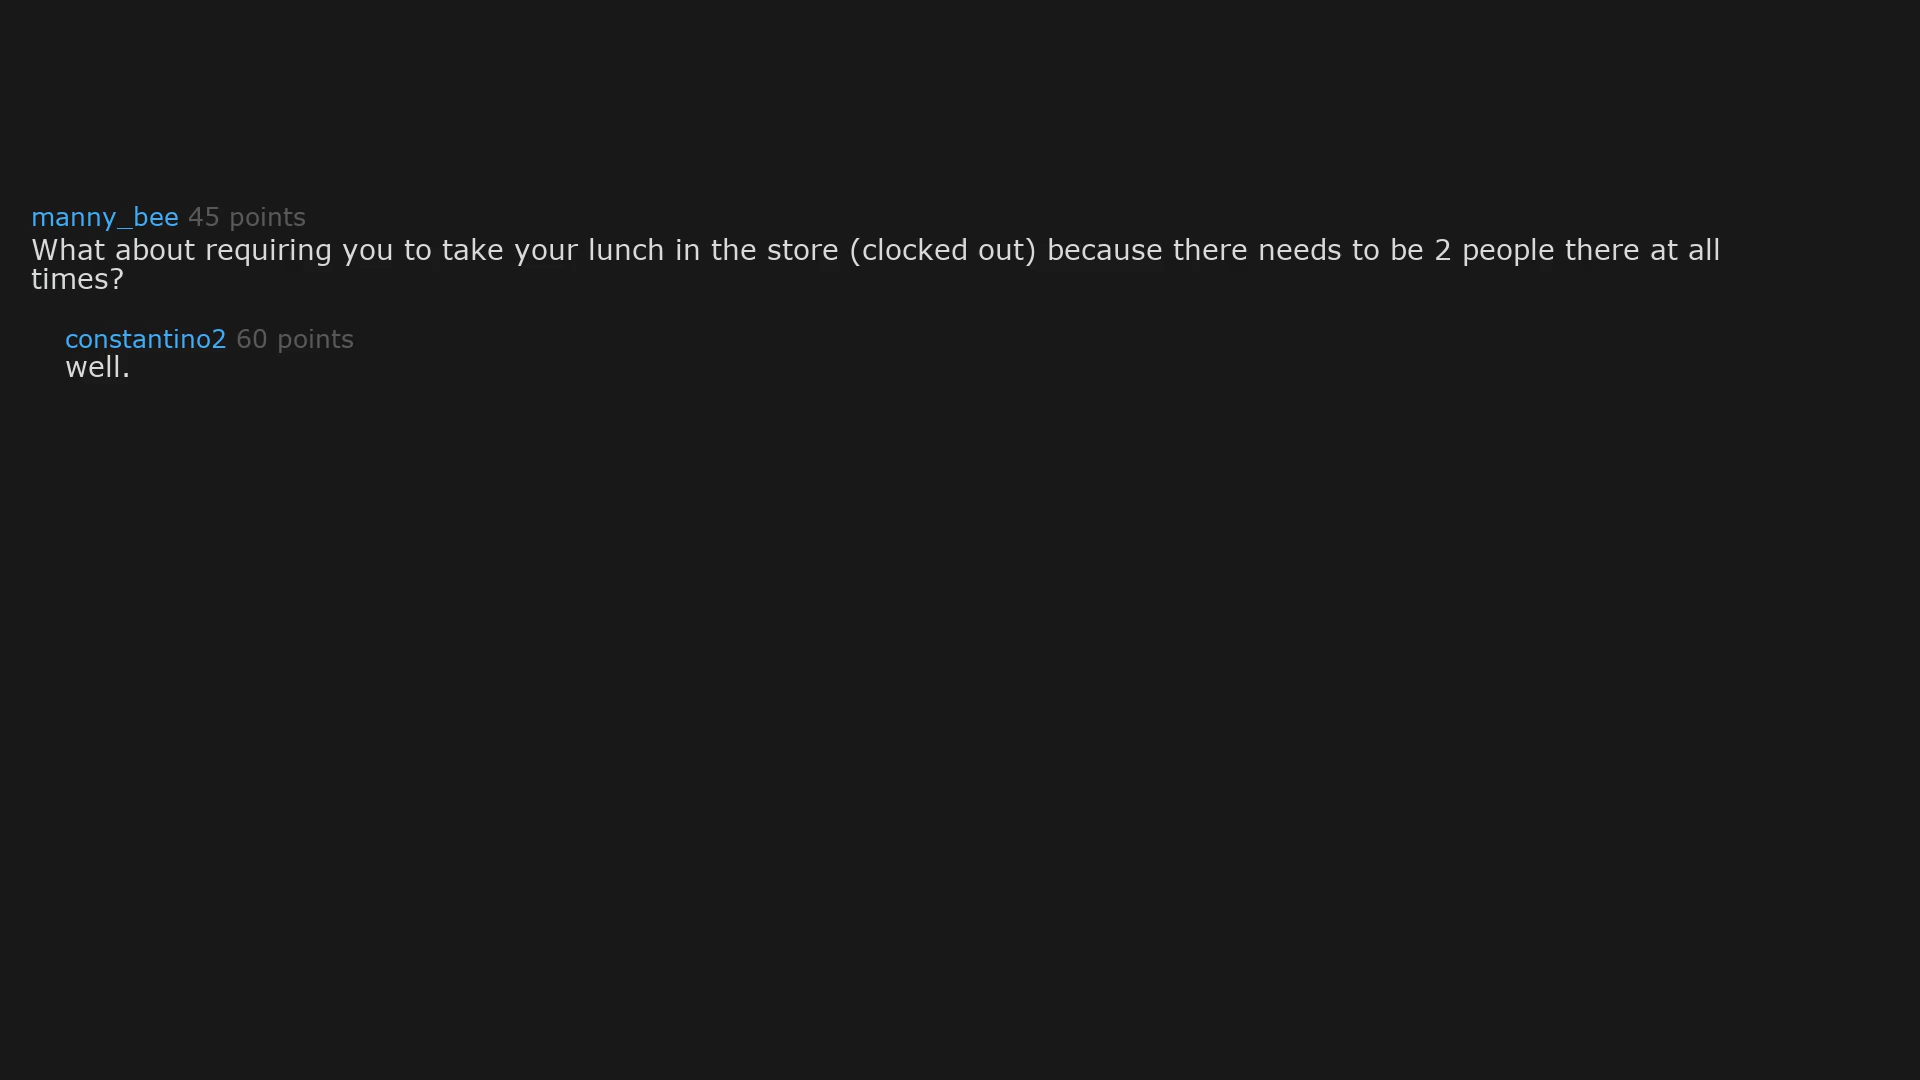 manny_bee 45 points
What about requiring you to take your lunch in the store (clocked out) because there needs to be 2 people there at all
times?
constantino2 60 points
well.